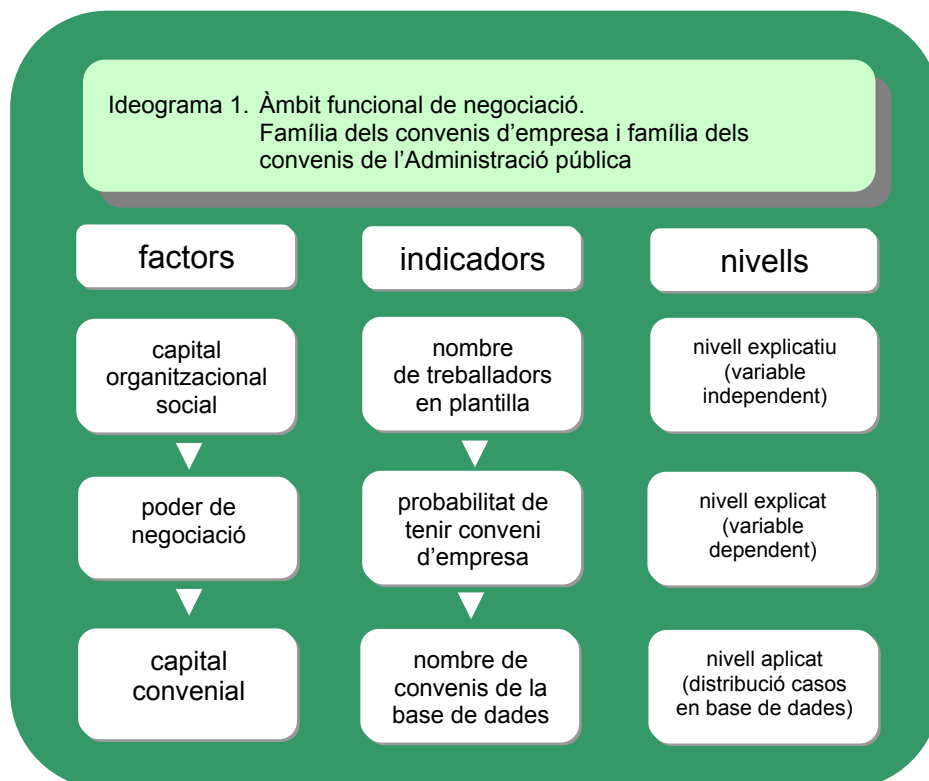 Ideograma 1. Àmbit funcional de negociació.
Família dels convenis d’empresa i família dels
convenis de l’Administració pública
factors
indicadors
nivells
capital
organitzacional
social
nombre
de treballadors
en plantilla
nivell explicatiu
(variable
independent)
poder de
negociació
probabilitat de
tenir conveni
d’empresa
nivell explicat
(variable
dependent)
capital
convenial
nombre de
convenis de la
base de dades
nivell aplicat
(distribució casos
en base de dades)